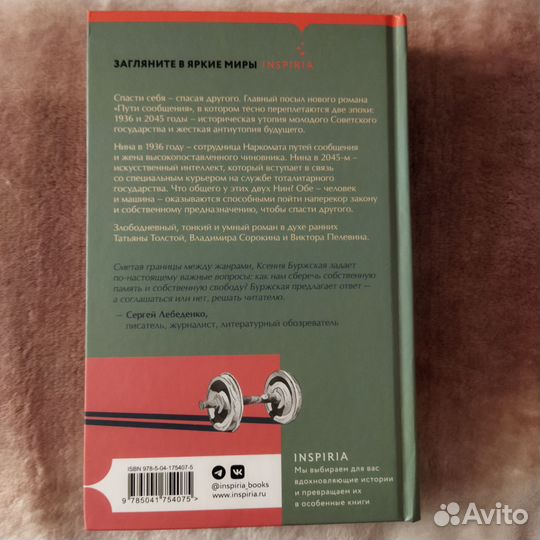 ЗАГЛЯНИТЕ В ЯРКИЕ МИРЫ INSPIRIA
Спасти себя – спасая другого. Главный посыл нового романа
«Пути сообщения», в котором тесно переплетаются две эпохи:
1936 и 2045 годы – историческая утопия молодого Советского
государства и жесткая антиутопия будущего.
Нина в 1936 году – сотрудница Наркомата путей сообщения
и жена высокопоставленного чиновника. Нина в 2045-м –
искусственный интеллект, который вступает в связь
со специальным курьером на службе тоталитарного
государства. Что общего у этих двух Нин? Обе – человек
и машина – оказываются способными пойти наперекор закону
и собственному предназначению, чтобы спасти другого.
Злободневный, тонкий и умный роман в духе ранних
Татьяны Толстой, Владимира Сорокина и Виктора Пелевина.
Сметая границы между жанрами, Ксения Буржская задает
по-настоящему важные вопросы: как нам сберечь собственную
память и собственную свободу? Буржская предлагает ответ –
а соглашаться или нет, решать читателю.
– Сергей Лебеденко,
писатель, журналист, литературный обозреватель
ISBN 978-5-04-175407-5
9 785041 754075 >
@inspiria_books
www.inspiria.ru
INSPIRIA
Мы выбираем для вас
вдохновляющие истории
и превращаем их
в особенные книги
Avito